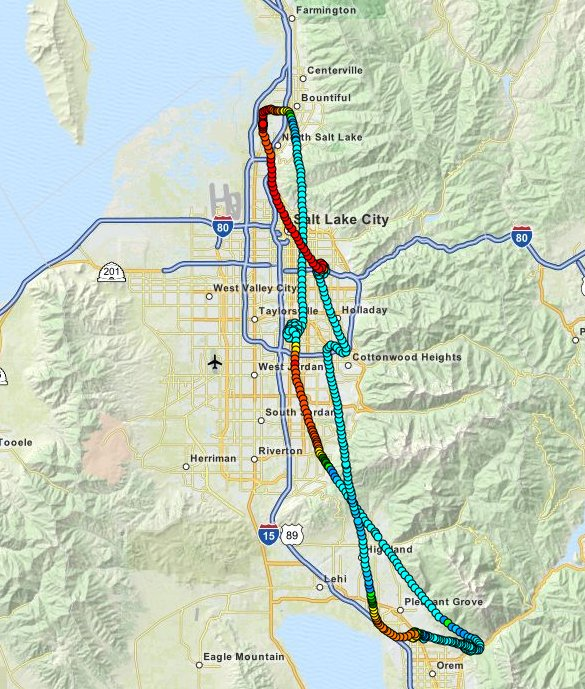 Farmington
Centerville
Bountiful
North Salt Lake
Salt Lake City
80
80
201
West Valley City
Taylorsville
Holladay
Cottonwood Heights
West Jordan
South Jordan
Tooele
Herriman
Riverton
15
89
Highland
Lehi
Pleasant Grove
Eagle Mountain
Orem